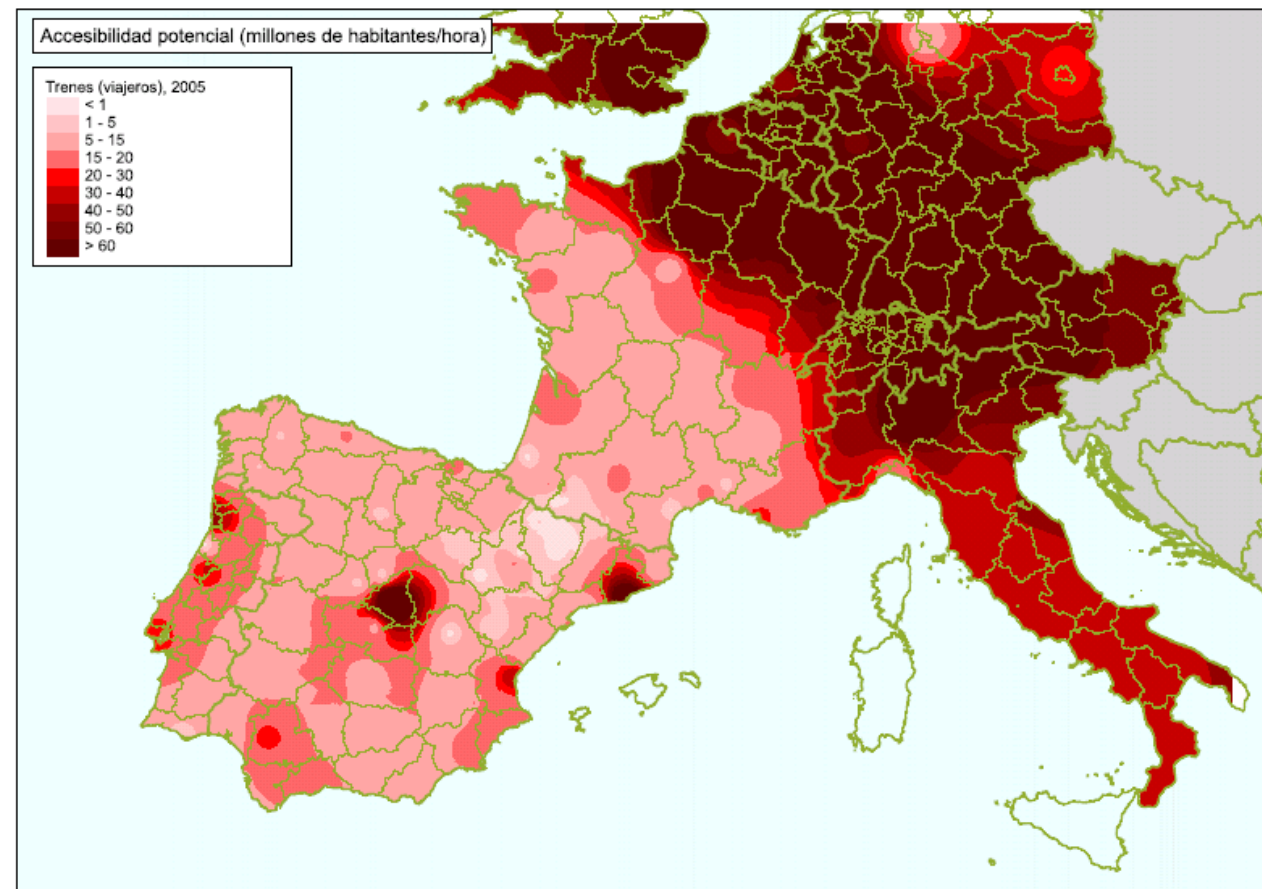 Accesibilidad potencial (millones de habitantes/hora)
Trenes (viajeros), 2005
< 1
1 - 5
5 - 15
15 - 20
20 - 30
30 - 40
40 - 50
50 - 60
> 60